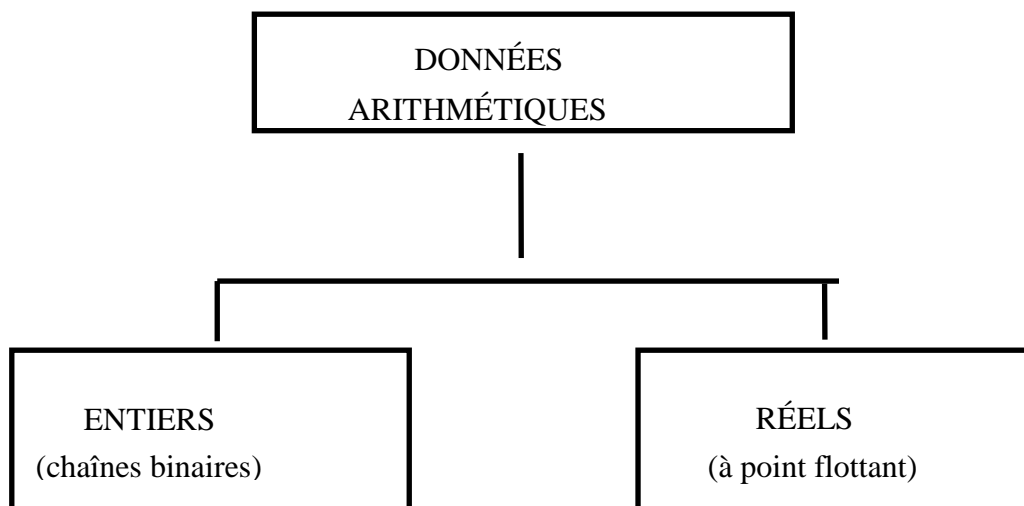 DONNÉES
ARITHMÉTIQUES
ENTIERS
(chaînes binaires)
RÉELS
(à point flottant)